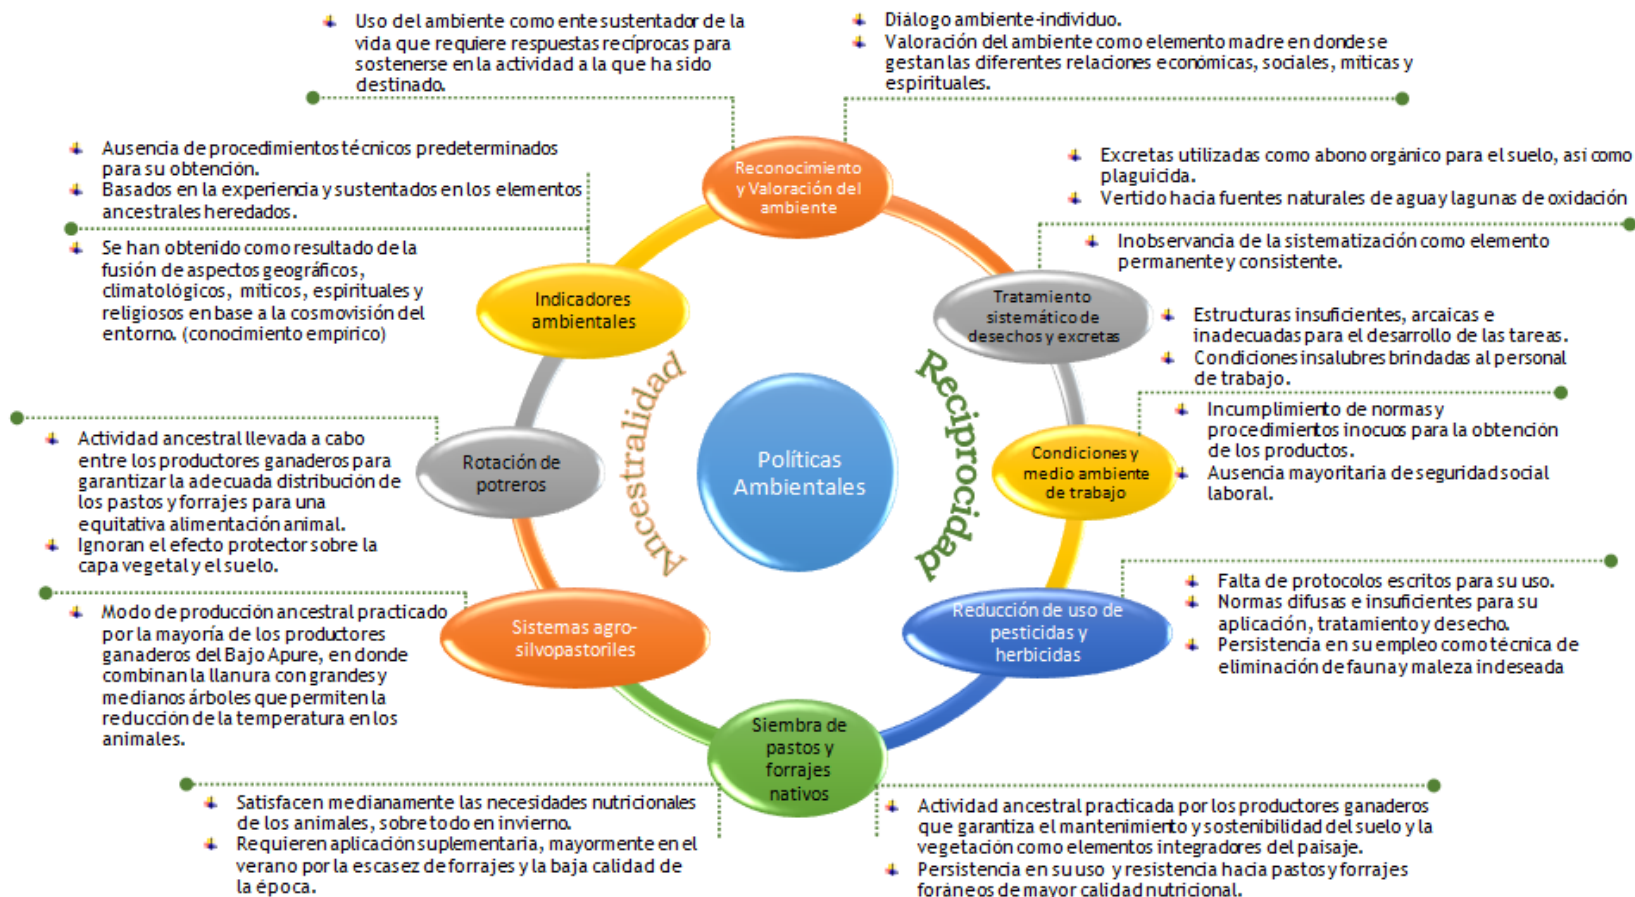 Uso del ambiente como ente sustentador de la
vida que requiere respuestas recíprocas para
sostenerse en la actividad a la que ha sido
destinado.
Diálogo ambiente-individuo.
Valoración del ambiente como elemento madre en donde se
gestan las diferentes relaciones económicas, sociales, míticas y
espirituales.
Reconocimiento
y Valoración del
ambiente
Ausencia de procedimientos técnicos predeterminados
para su obtención.
Basados en la experiencia y sustentados en los elementos
ancestrales heredados.
Se han obtenido como resultado de la
fusión de aspectos geográficos,
climatológicos, míticos, espirituales y
religiosos en base a la cosmovisión del
entorno. (conocimiento empirico)
Indicadores
ambientales
Excretas utilizadas como abono orgánico para el suelo, así como
plaguicida.
Vertido hacia fuentes naturales de agua y lagunas de oxidación
Inobservancia de la sistematización como elemento
permanente y consistente.
Tratamiento
sistemático de
desechos y excretas
Estructuras insuficientes, arcaicas e
inadecuadas para el desarrollo de las tareas.
Condiciones insalubres brindadas al personal
de trabajo.
Incumplimiento de normas y
procedimientos inocuos para la obtención
de los productos.
Ausencia mayoritaria de seguridad social
laboral.
Condiciones y
medio ambiente
de trabajo
Ancestralidad
Políticas
Ambientales
Reciprocidad
Actividad ancestral llevada a cabo
entre los productores ganaderos para
garantizar la adecuada distribución de
los pastos y forrajes para una
equitativa alimentación animal.
Ignoran el efecto protector sobre la
capa vegetal y el suelo.
Rotación de
potreros
Modo de producción ancestral practicado
por la mayoría de los productores
ganaderos del Bajo Apure, en donde
combinan la llanura con grandes y
medianos árboles que permiten la
reducción de la temperatura en los
animales.
Sistemas agro-
silvopastoriles
Reducción de uso de
pesticidas y
herbicidas
Falta de protocolos escritos para su uso.
Normas difusas e insuficientes para su
aplicación, tratamiento y desecho.
Persistencia en su empleo como técnica de
eliminación de fauna y maleza indeseada
Siembra de
pastos y
forrajes
nativos
Satisfacen medianamente las necesidades nutricionales
de los animales, sobre todo en invierno.
Requieren aplicación suplementaria, mayormente en el
verano por la escasez de forrajes y la baja calidad de
la época.
Actividad ancestral practicada por los productores ganaderos
que garantiza el mantenimiento y sostenibilidad del suelo y la
vegetación como elementos integradores del paisaje.
Persistencia en su uso y resistencia hacia pastos y forrajes
foráneos de mayor calidad nutricional.